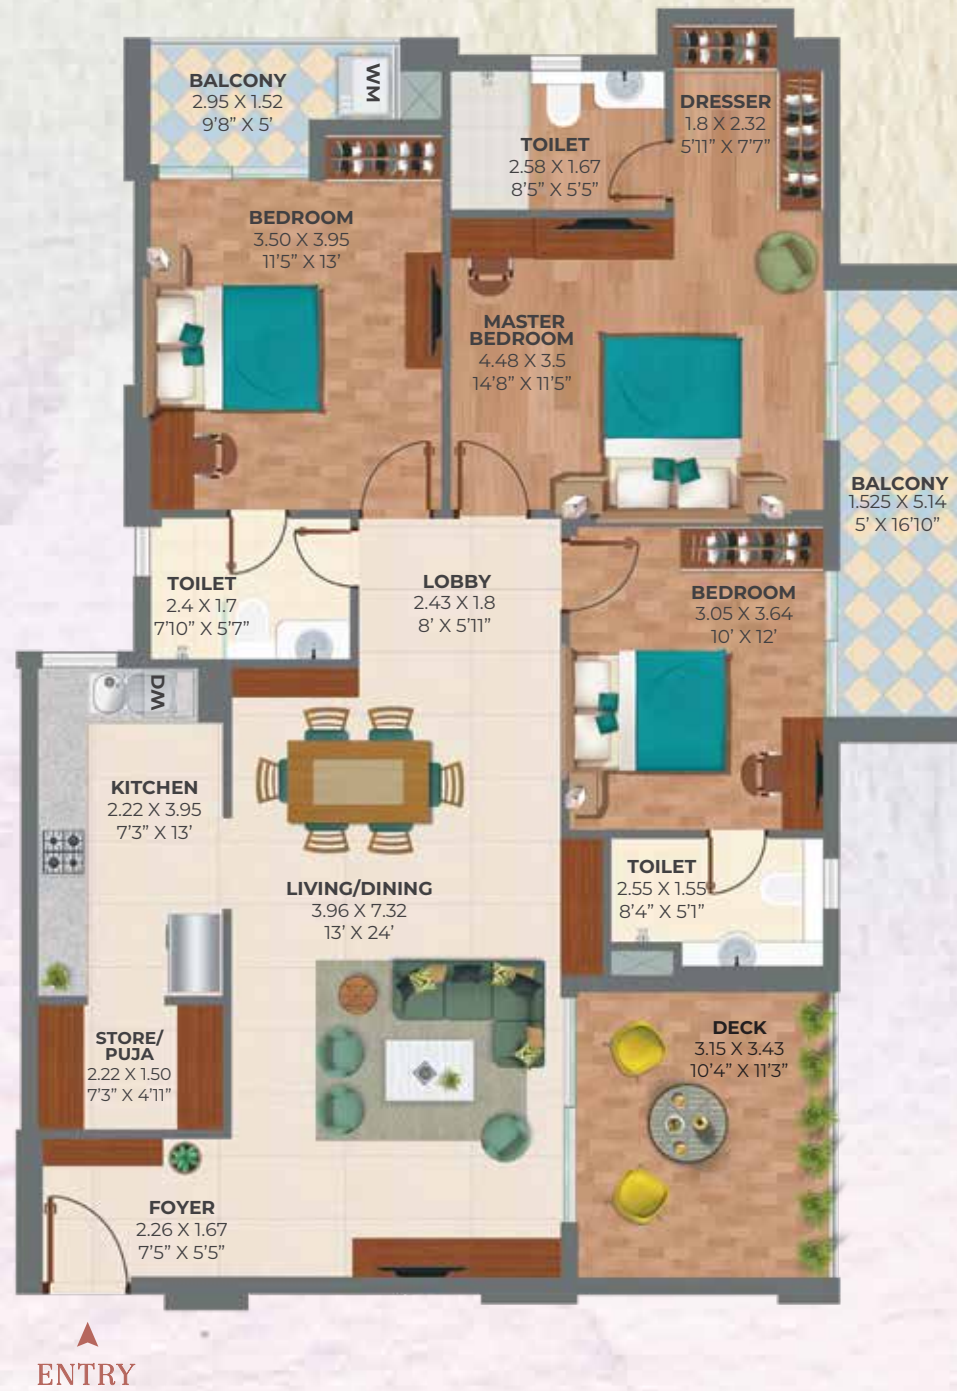 BALCONY
2.95 X 1.52
9’8” X 5’
WM
TOILET
2.58 X 1.67
8’5” X 5’5”
DRESSER
1.8 X 2.32
5’11” X 7’7”
BEDROOM
3.50 X 3.95
11’5” X 13’
MASTER
BEDROOM
4.48 X 3.5
14’8” X 11’5”
BALCONY
1.525 X 5.14
5’ X 16’10”
TOILET
2.4 X 1.7
7’10” X 5’7”
LOBBY
2.43 X 1.8
8’ X 5’11”
BEDROOM
3.05 X 3.64
10’ X 12’
DW
KITCHEN
2.22 X 3.95
7’3” X 13’
LIVING/DINING
3.96 X 7.32
13’ X 24’
TOILET
2.55 X 1.55
8’4” X 5’1”
STORE/
PUJA
2.22 X 1.50
7’3” X 4’11”
DECK
3.15 X 3.43
10’4” X 11’3”
FOYER
2.26 X 1.67
7’5” X 5’5”
ENTRY